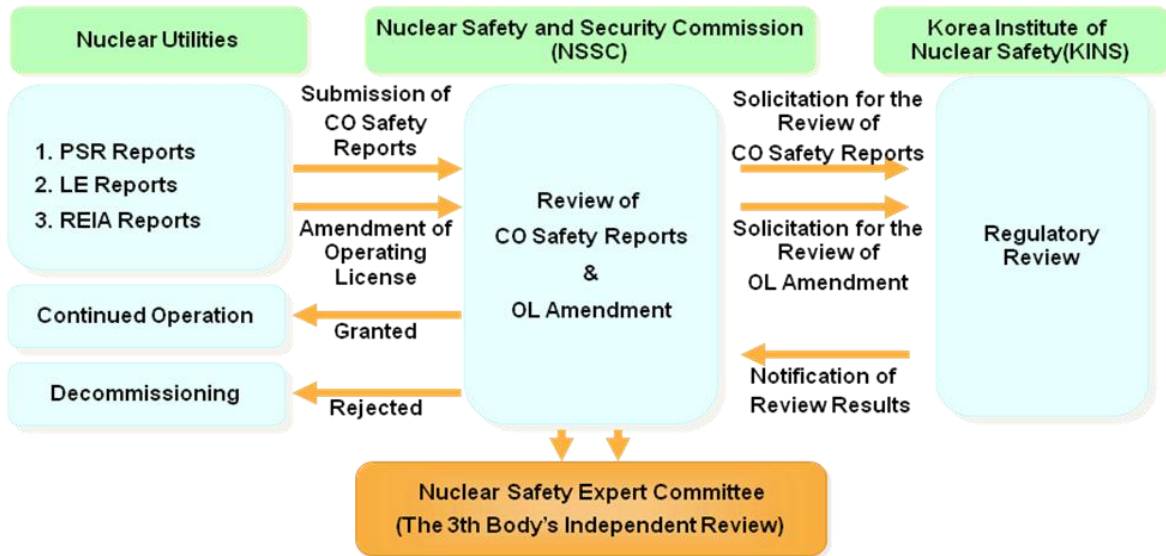 Nuclear Utilities
Nuclear Safety and Security Commission
(NSSC)
Korea Institute of
Nuclear Safety(KINS)
1. PSR Reports
2. LE Reports
3. REIA Reports
Submission of
CO Safety
Reports
Amendment of
Operating
License
Continued Operation
Granted
Decommissioning
Rejected
Review of
CO Safety Reports
&
OL Amendment
Solicitation for the
Review of
CO Safety Reports
Solicitation for the
Review of
OL Amendment
Notification of
Review Results
Regulatory
Review
Nuclear Safety Expert Committee
(The 3th Body's Independent Review)